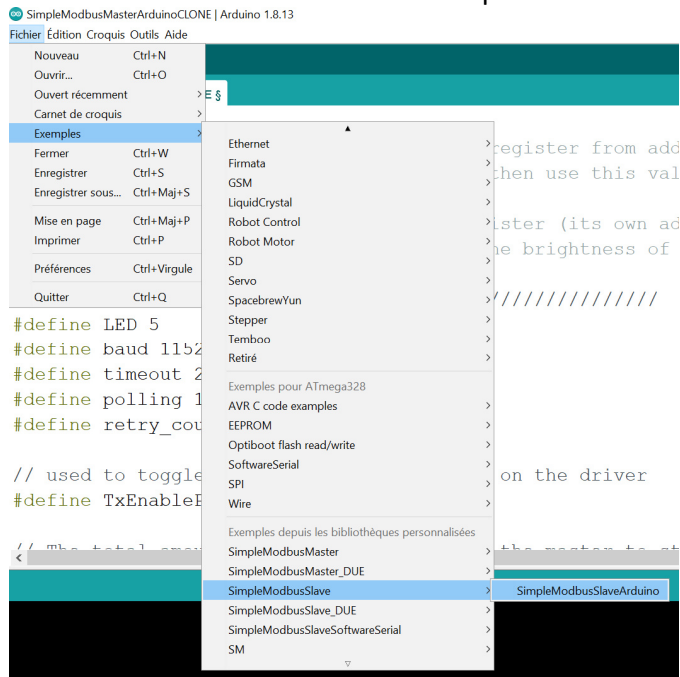 SimpleModbusMasterArduinoCLONE | Arduino 1.8.13
Fichier Édition Croquis Outils Aide
Nouveau Ctrl+N
Ouvrir... Ctrl+O
Ouvert récemment
Carnet de croquis
Exemples
Fermer Ctrl+W
Enregistrer Ctrl+S
Enregistrer sous... Ctrl+Maj+S
Mise en page Ctrl+Maj+P
Imprimer Ctrl+P
Préférences Ctrl+Virgule
Quitter Ctrl+Q
E §
Ethernet
Firmata
GSM
LiquidCrystal
Robot Control
Robot Motor
SD
Servo
SpacebrewYun
Stepper
Temboo
Retiré
Exemples pour ATmega328
AVR C code examples
EEPROM
Optiboot flash read/write
SoftwareSerial
SPI
Wire
Exemples depuis les bibliothèques personnalisées
SimpleModbusMaster
SimpleModbusMaster_DUE
SimpleModbusSlave
SimpleModbusSlave_DUE
SimpleModbusSlaveSoftwareSerial
SM
SimpleModbusSlaveArduino
register from add
then use this val
ister (its own ad
he brightness of
///////////////
#define LED 5
#define baud 1152
#define timeout 2
#define polling 1
#define retry_cou
// used to toggle on the driver
#define TxEnableP